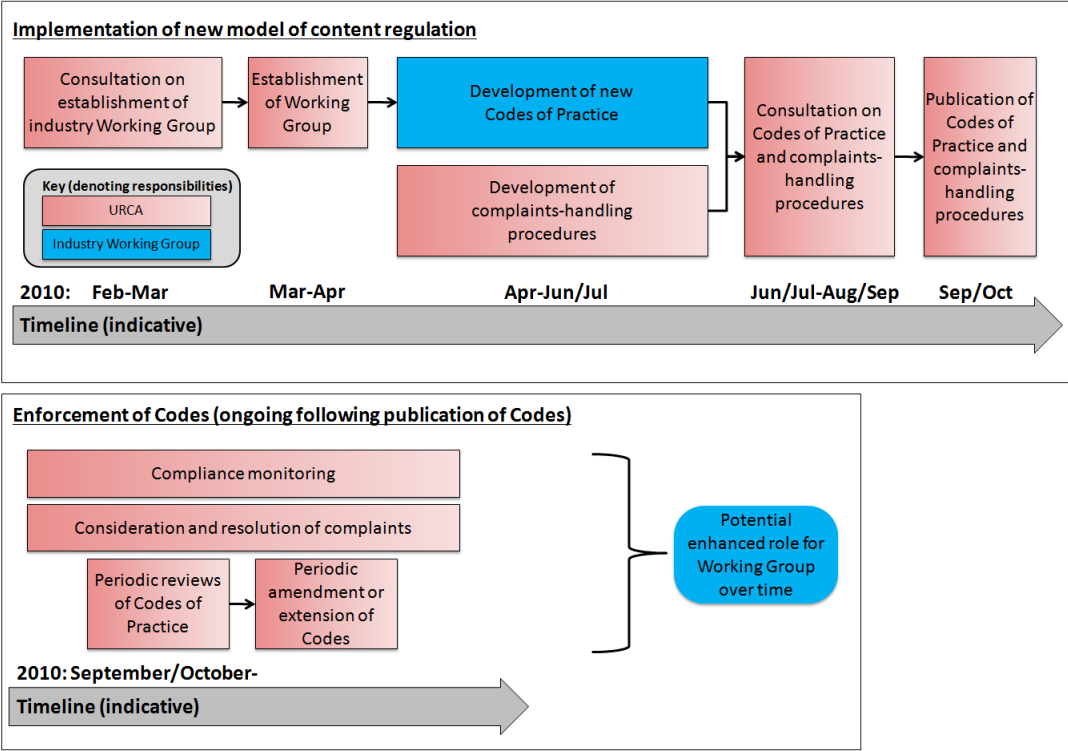 Implementation of new model of content regulation
Consultation on
establishment of
industry Working Group
Establishment
of Working
Group
Development of new
Codes of Practice
Development of
complaints-handling
procedures
Consultation on
Codes of Practice
and complaints-
handling
procedures
Publication of
Codes of
Practice and
complaints-
handling
procedures
Key (denoting responsibilities)
URCA
Industry Working Group
2010: Feb-Mar Mar-Apr Apr-Jun/Jul Jun/Jul-Aug/Sep Sep/Oct
Timeline (indicative)
Enforcement of Codes (ongoing following publication of Codes)
Compliance monitoring
Consideration and resolution of complaints
Periodic reviews
of Codes of
Practice
Periodic
amendment or
extension of
Codes
Potential
enhanced role for
Working Group
over time
2010: September/October-
Timeline (indicative)